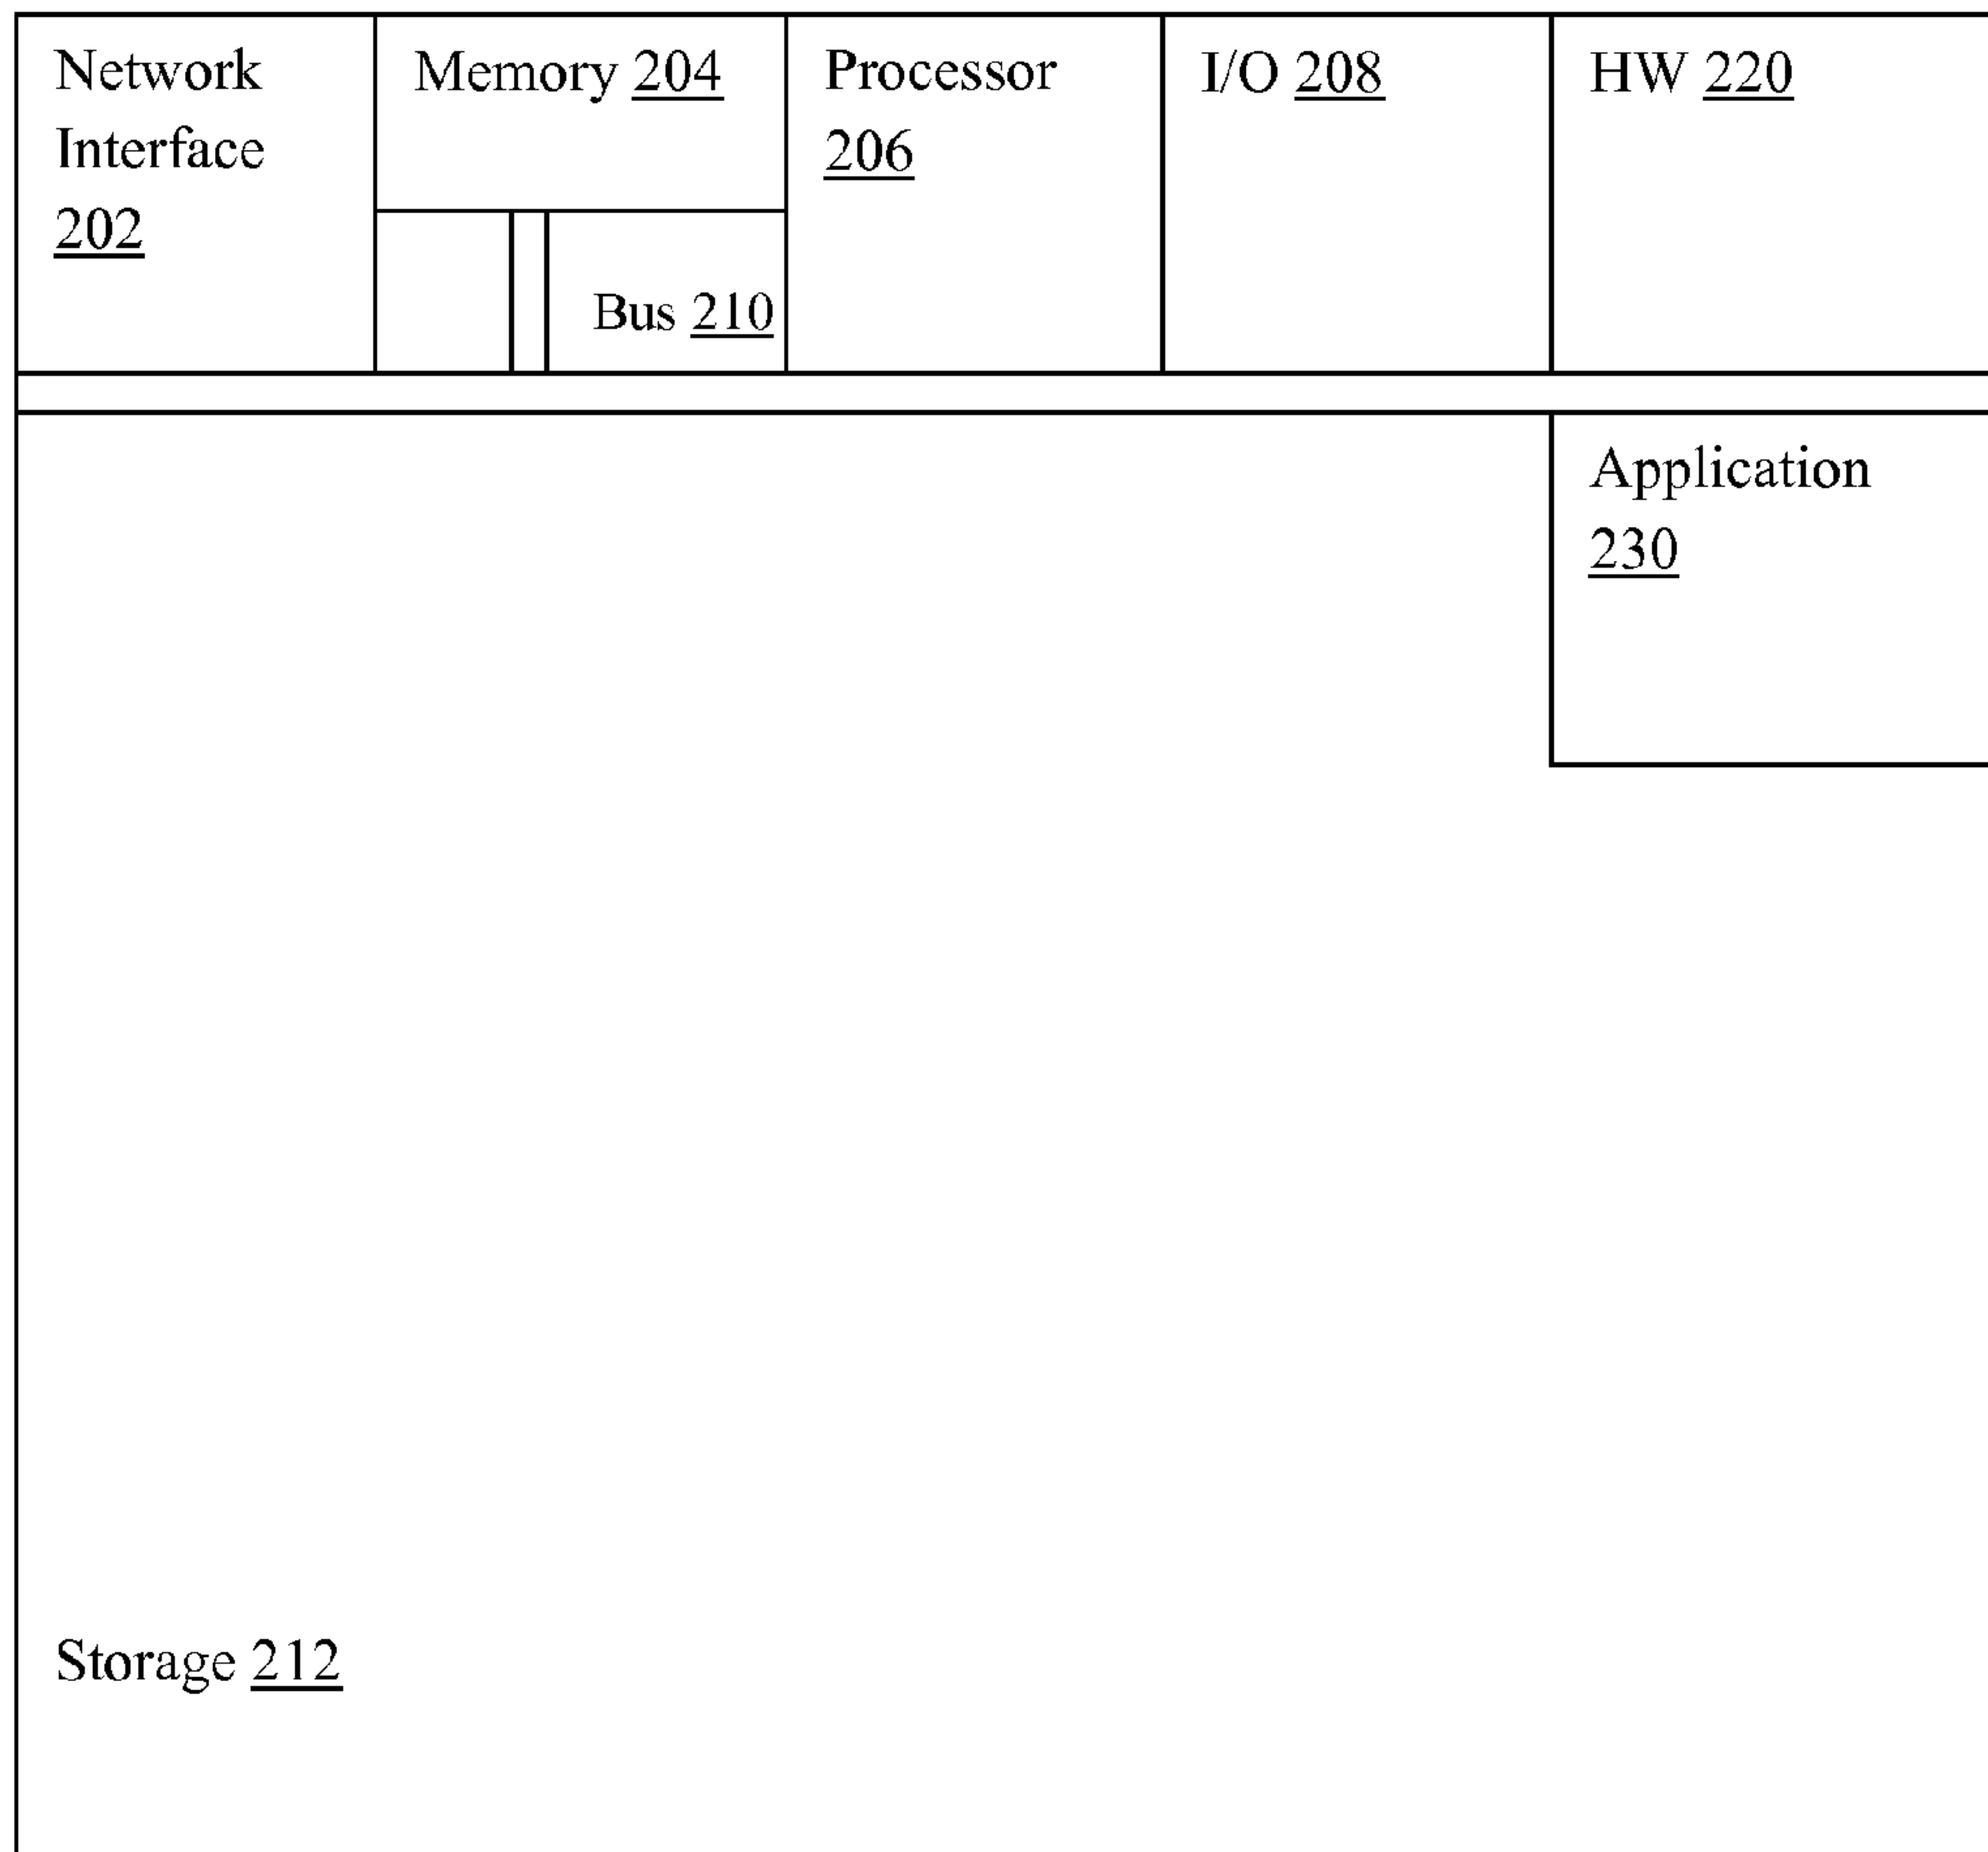 Network
Interface
202
Memory 204
Processor
206
I/O 208
HW 220
Bus 210
Application
230
Storage 212